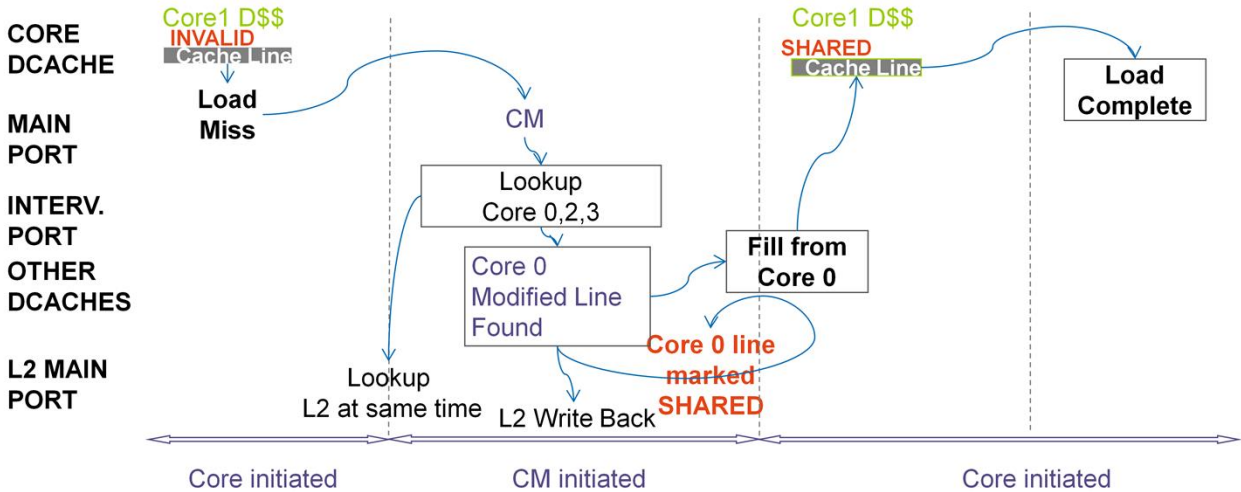 CORE
DCACHE
MAIN
PORT
INTERV.
PORT
OTHER
DCACHES
L2 MAIN
PORT
Core1 D$$
INVALID
Cache Line
Load
Miss
CM
Lookup
Core 0,2,3
Core 0
Modified Line
Found
Lookup
L2 at same time
L2 Write Back
Core 0 line
marked
SHARED
Fill from
Core 0
Core1 D$$
SHARED
Cache Line
Load
Complete
Core initiated
CM initiated
Core initiated